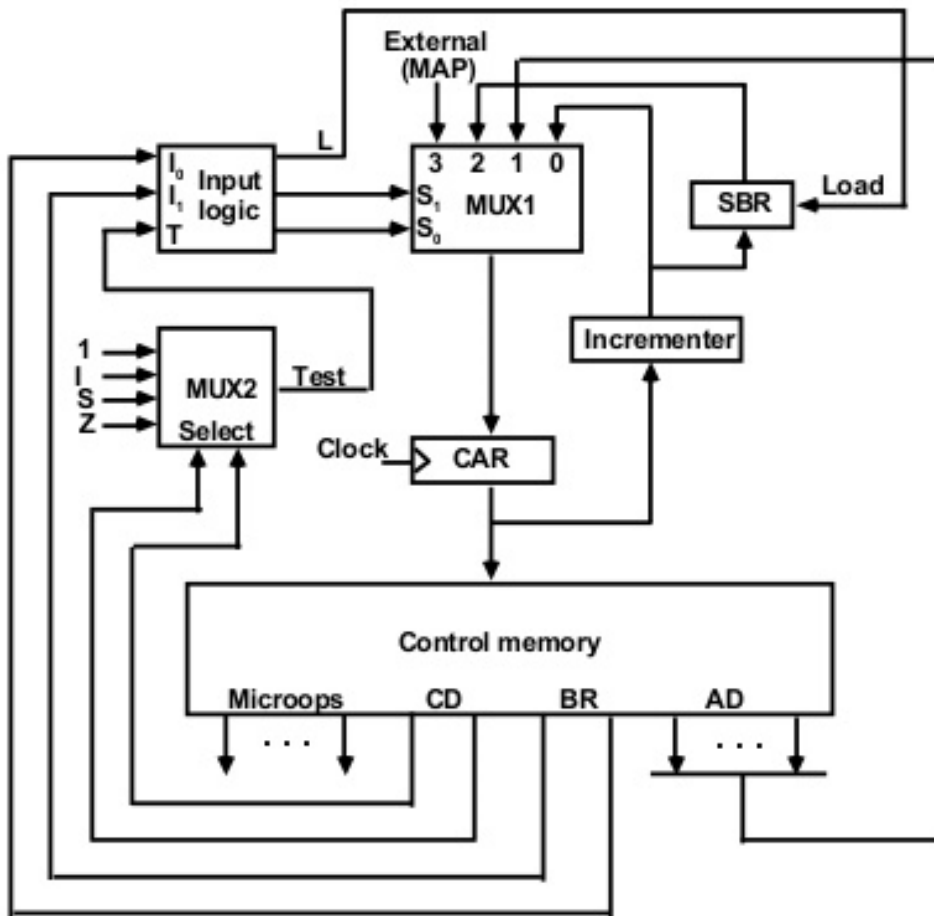 External
(MAP)
L
I0
I1
T
Input
logic
3 2 1 0
S1
S0
MUX1
SBR
Load
Incrementer
1
I
S
Z
MUX2
Select
Test
Clock
CAR
Control memory
Microops CD BR AD
. . .
. . .